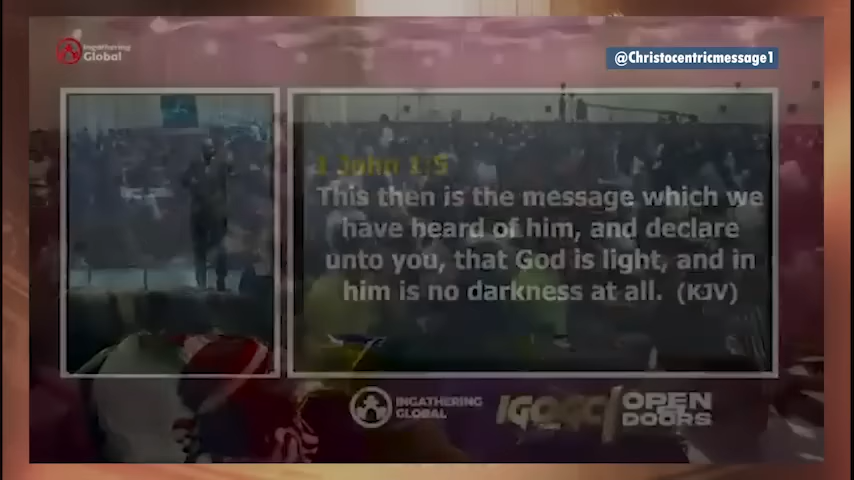 Ingathering
Global
@Christocentricmessage1
1 John 1:5
This then is the message which we
have heard of him, and declare
unto you, that God is light, and in
him is no darkness at all. (KJV)
INGATHERING
GLOBAL
IGOGC
OPEN
DOORS